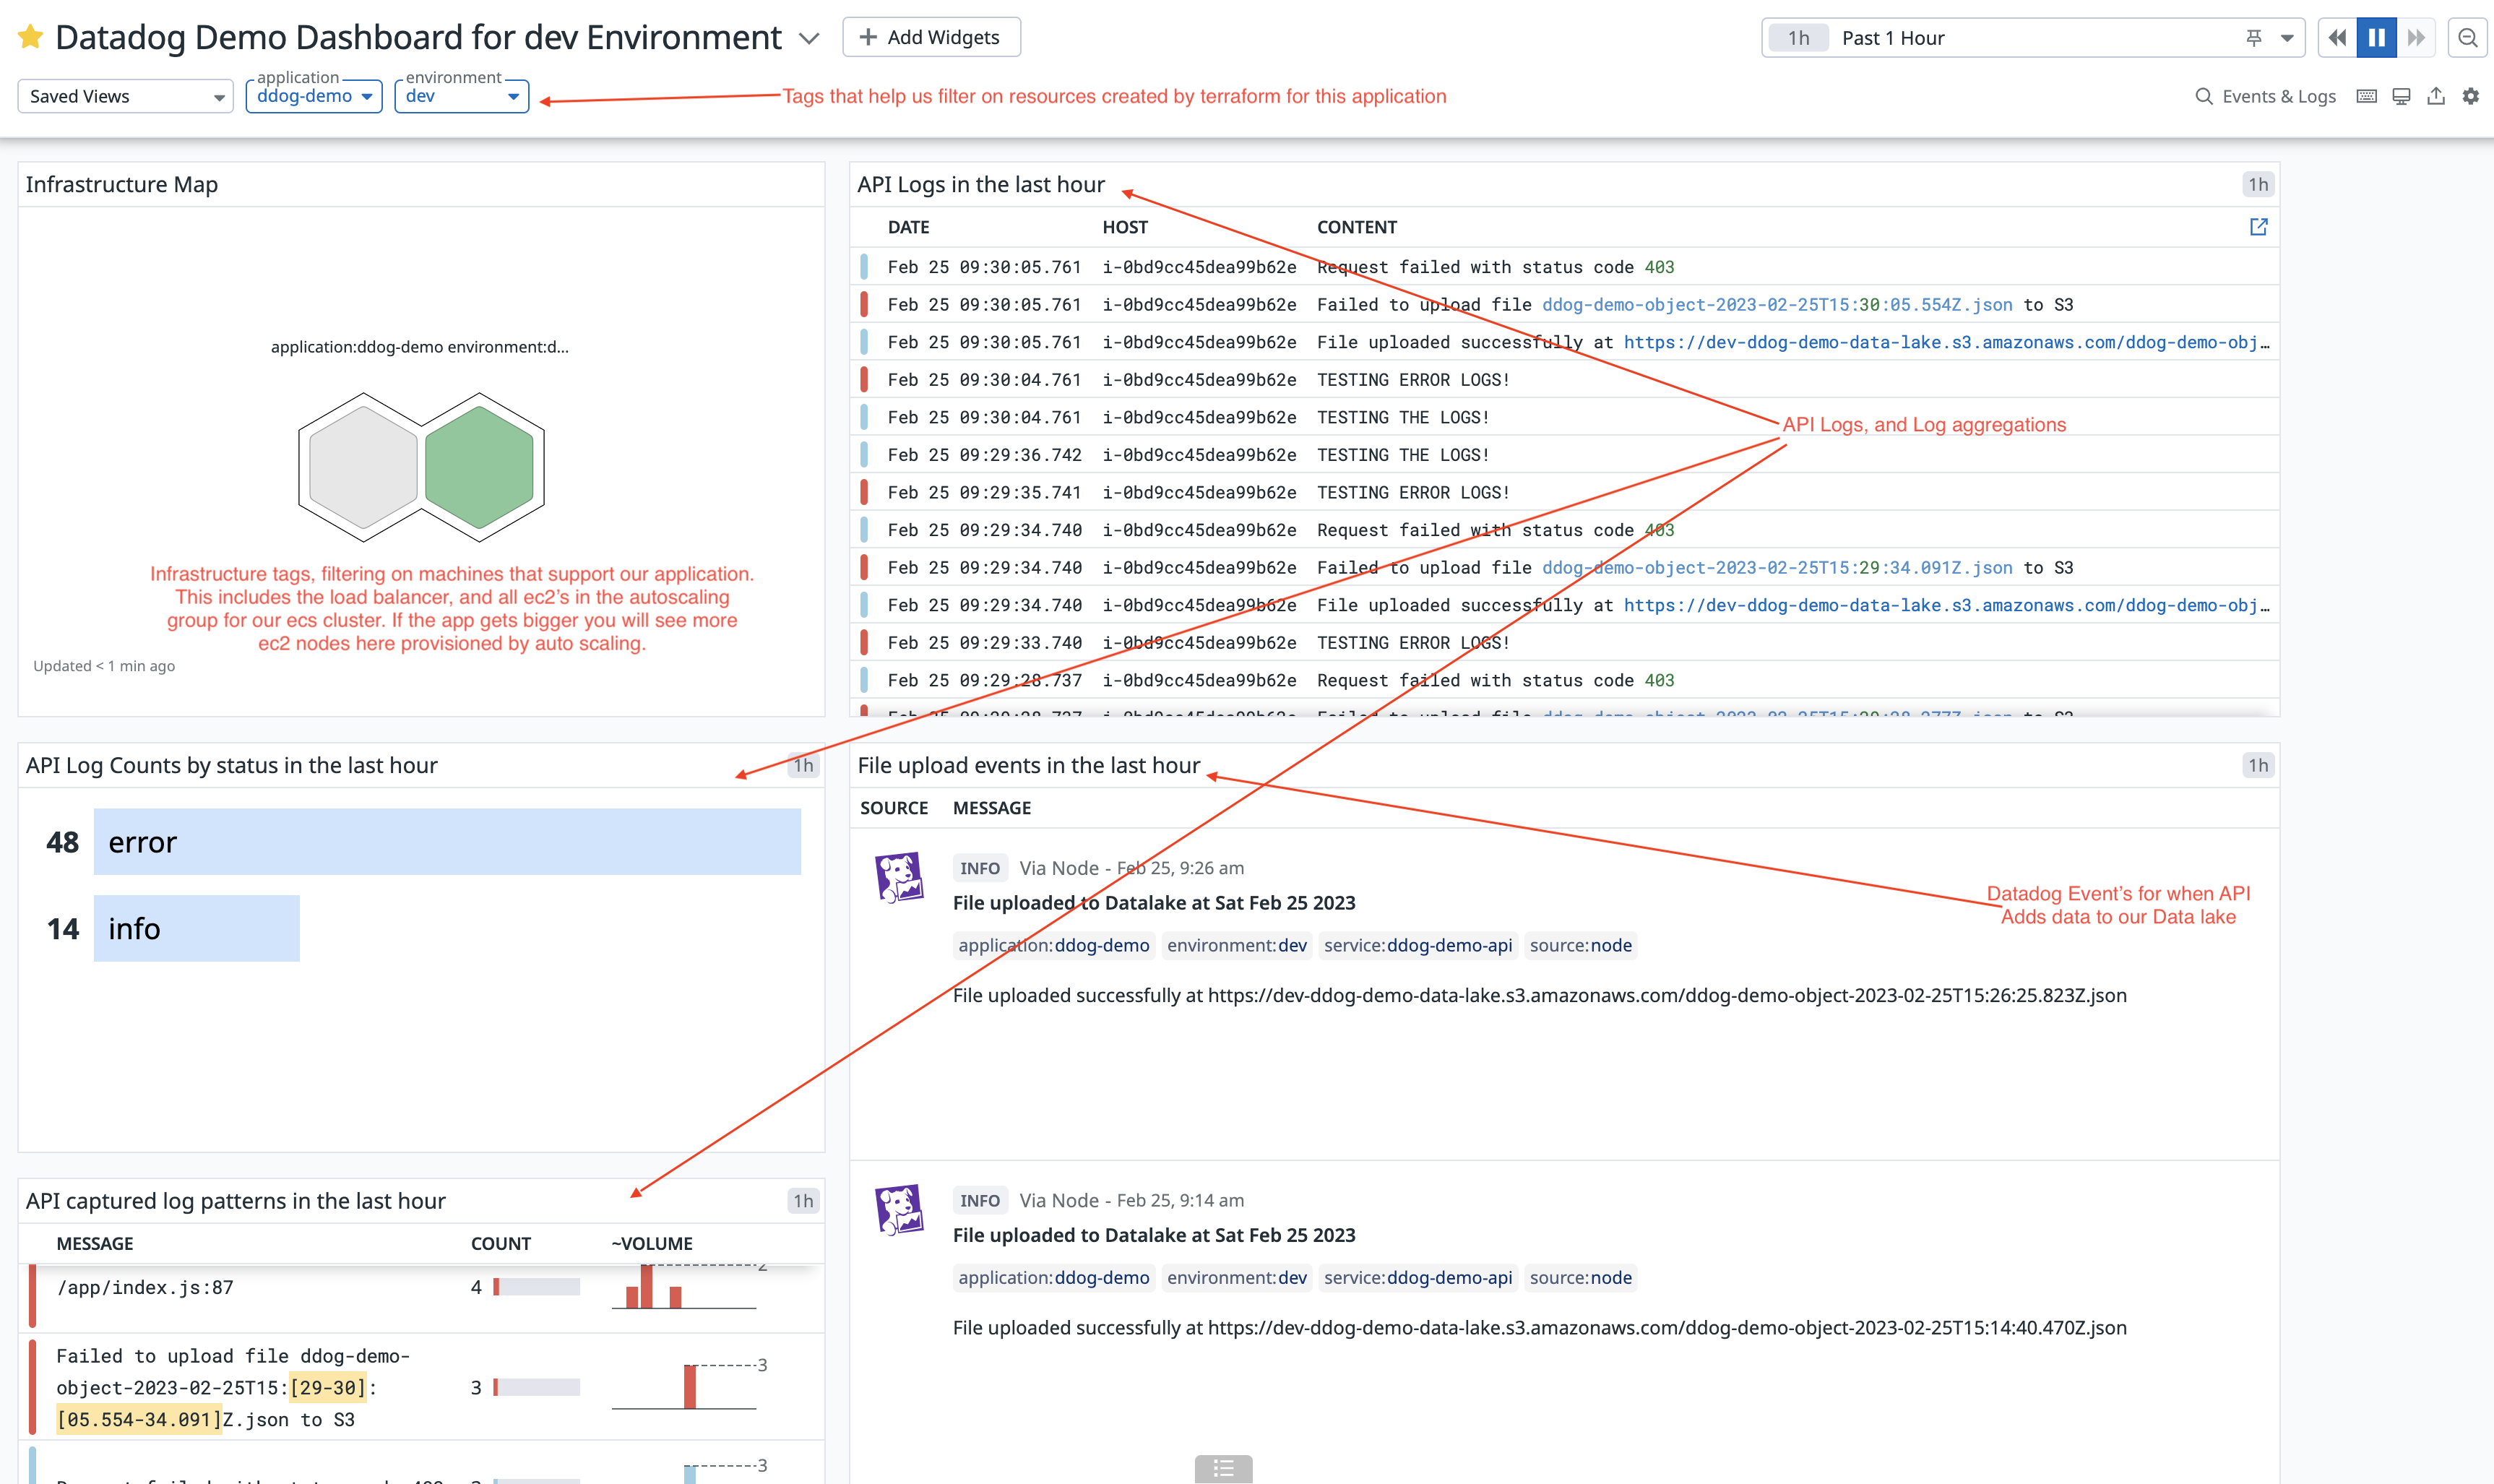 Datadog Demo Dashboard for dev Environment
Add Widgets
1h Past 1 Hour
Saved Views
application
ddog-demo
environment
dev
Tags that help us filter on resources created by terraform for this application
Events & Logs
Infrastructure Map
application:ddog-demo environment:d...
Infrastructure tags, filtering on machines that support our application.
This includes the load balancer, and all ec2's in the autoscaling
group for our ecs cluster. If the app gets bigger you will see more
ec2 nodes here provisioned by auto scaling.
Updated < 1 min ago
API Logs in the last hour 1h
DATE HOST CONTENT
Feb 25 09:30:05.761 i-0bd9cc45dea99b62e Request failed with status code 403
Feb 25 09:30:05.761 i-0bd9cc45dea99b62e Failed to upload file ddog-demo-object-2023-02-25T15:30:05.554Z.json to S3
Feb 25 09:30:05.761 i-0bd9cc45dea99b62e File uploaded successfully at https://dev-ddog-demo-data-lake.s3.amazonaws.com/ddog-demo-obj…
Feb 25 09:30:04.761 i-0bd9cc45dea99b62e TESTING ERROR LOGS!
Feb 25 09:30:04.761 i-0bd9cc45dea99b62e TESTING THE LOGS!
Feb 25 09:29:36.742 i-0bd9cc45dea99b62e TESTING THE LOGS!
Feb 25 09:29:35.741 i-0bd9cc45dea99b62e TESTING ERROR LOGS!
Feb 25 09:29:34.740 i-0bd9cc45dea99b62e Request failed with status code 403
Feb 25 09:29:34.740 i-0bd9cc45dea99b62e Failed to upload file ddog-demo-object-2023-02-25T15:29:34.091Z.json to S3
Feb 25 09:29:34.740 i-0bd9cc45dea99b62e File uploaded successfully at https://dev-ddog-demo-data-lake.s3.amazonaws.com/ddog-demo-obj…
Feb 25 09:29:33.740 i-0bd9cc45dea99b62e TESTING ERROR LOGS!
Feb 25 09:29:28.737 i-0bd9cc45dea99b62e Request failed with status code 403
API Logs, and Log aggregations
API Log Counts by status in the last hour 1h
48 error
14 info
File upload events in the last hour 1h
SOURCE MESSAGE
INFO Via Node - Feb 25, 9:26 am
File uploaded to Datalake at Sat Feb 25 2023
application:ddog-demo environment:dev service:ddog-demo-api source:node
File uploaded successfully at https://dev-ddog-demo-data-lake.s3.amazonaws.com/ddog-demo-object-2023-02-25T15:26:25.823Z.json
Datadog Event's for when API
Adds data to our Data lake
INFO Via Node - Feb 25, 9:14 am
File uploaded to Datalake at Sat Feb 25 2023
application:ddog-demo environment:dev service:ddog-demo-api source:node
File uploaded successfully at https://dev-ddog-demo-data-lake.s3.amazonaws.com/ddog-demo-object-2023-02-25T15:14:40.470Z.json
API captured log patterns in the last hour 1h
MESSAGE COUNT ~VOLUME
/app/index.js:87 4 2
Failed to upload file ddog-demo-
object-2023-02-25T15:[29-30]: 3 3
[05.554-34.091]Z.json to S3
3